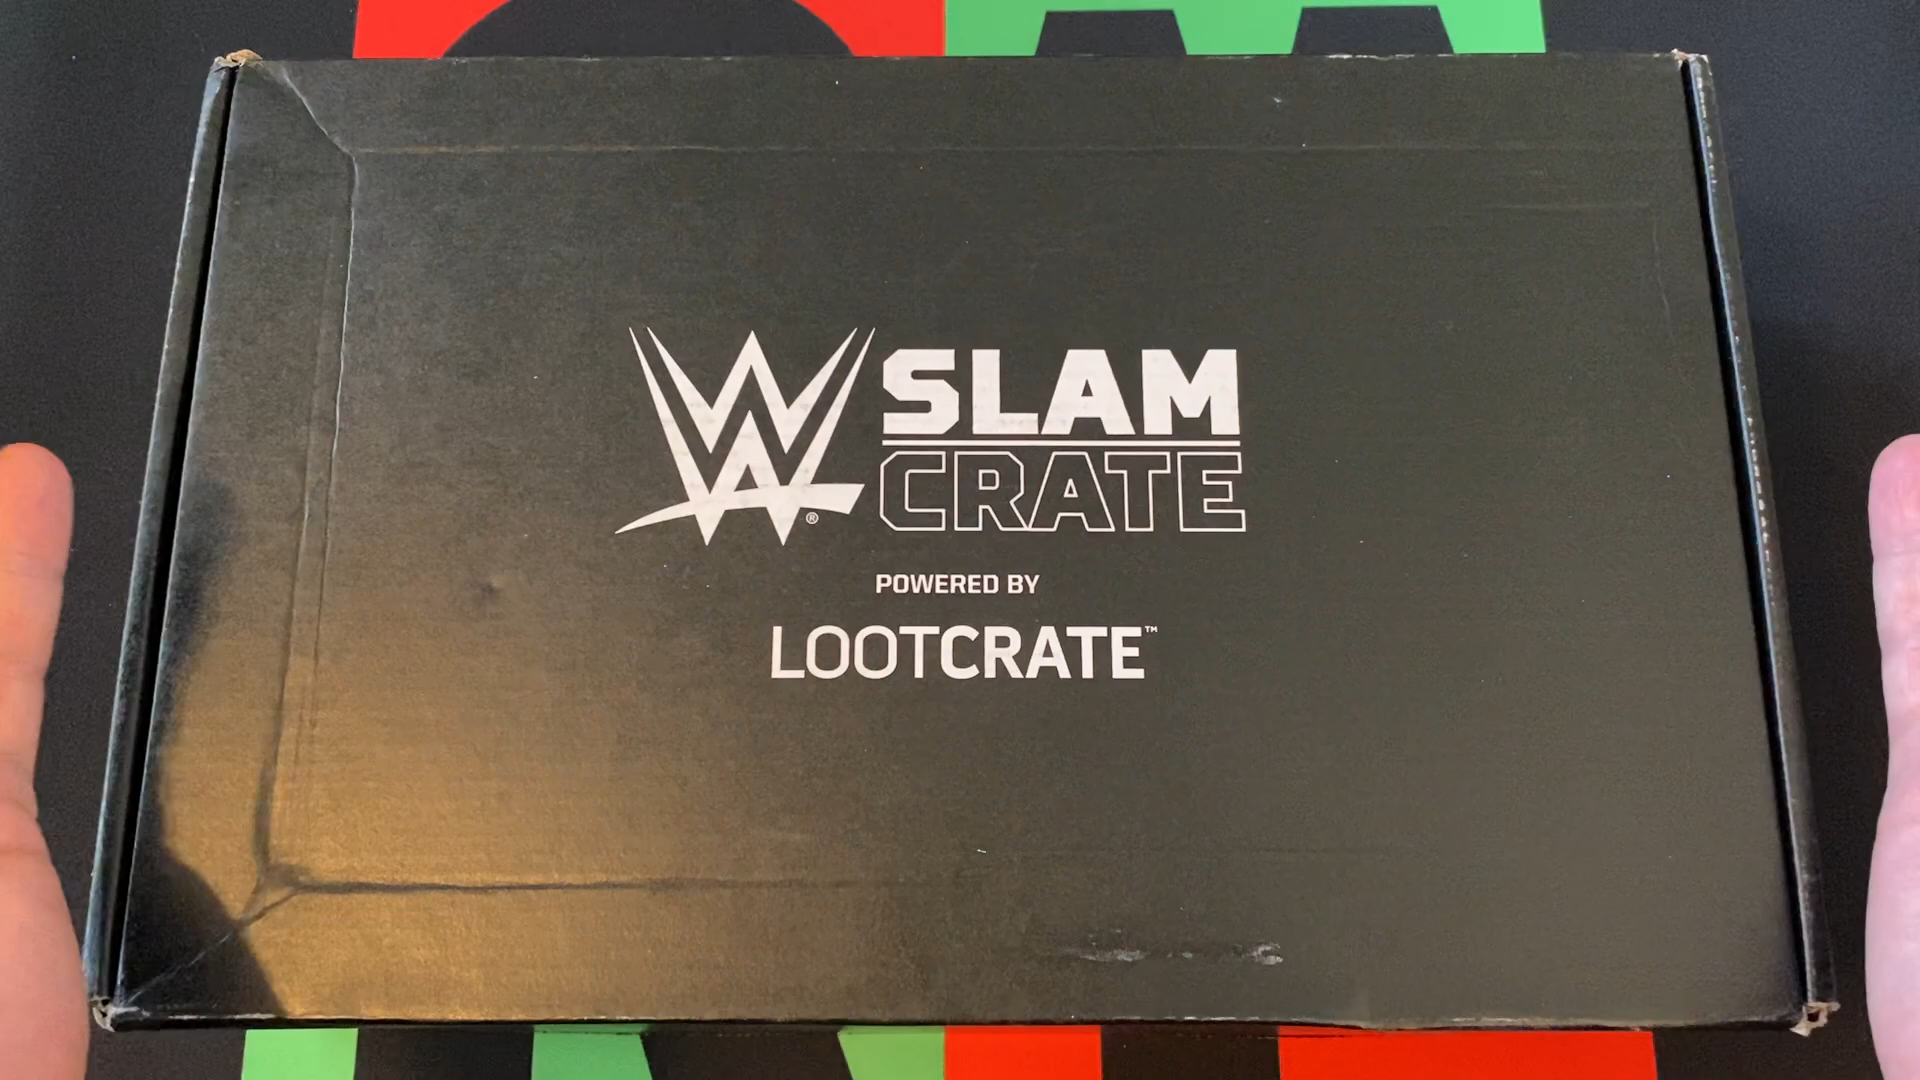 W SLAM
CRATE
®
POWERED BY
LOOTCRATE™